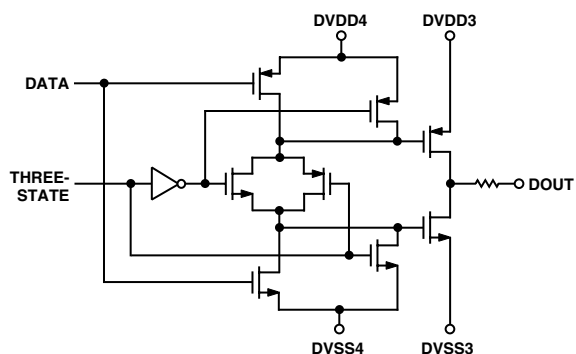 DVDD4
DVDD3
DATA
THREE-
STATE
DOUT
DVSS4
DVSS3